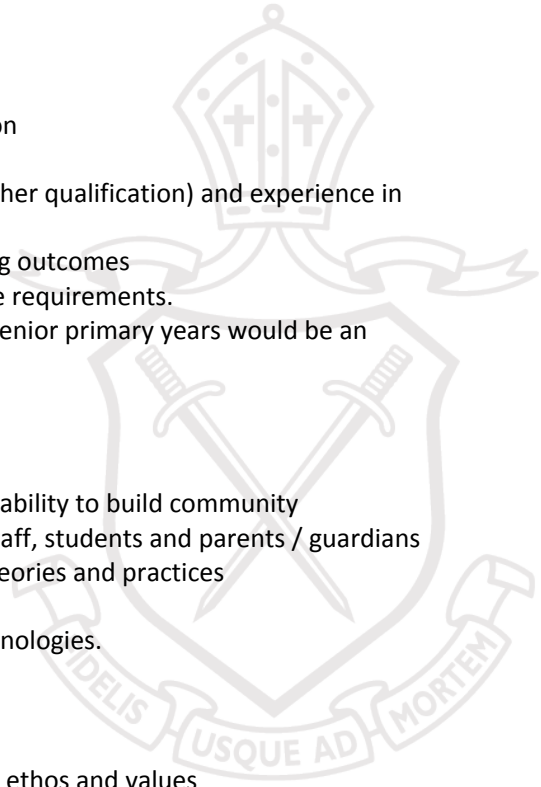 on
her qualification) and experience in
g outcomes
e requirements.
enior primary years would be an
ability to build community
aff, students and parents / guardians
eories and practices
nologies.
FIDELIS
USQUE AD
MORTEM
ethos and values